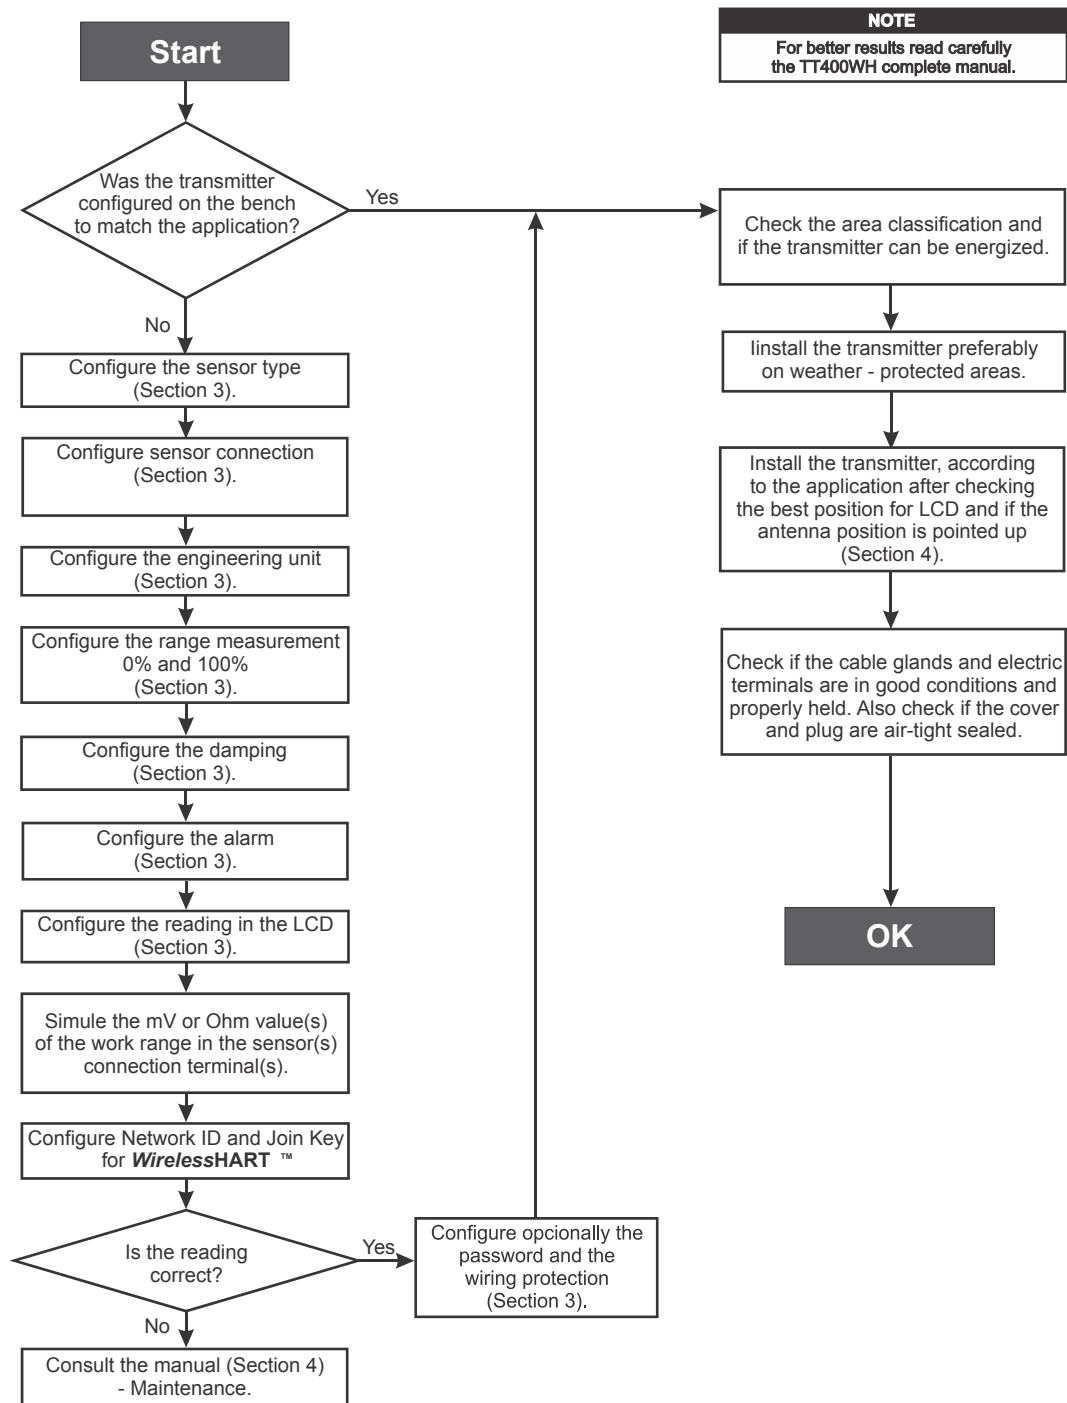 Start
NOTE
For better results read carefully
the TT400WH complete manual.
Was the transmitter
configured on the bench
to match the application?
Yes
No
Configure the sensor type
(Section 3).
Configure sensor connection
(Section 3).
Configure the engineering unit
(Section 3).
Configure the range measurement
0% and 100%
(Section 3).
Configure the damping
(Section 3).
Configure the alarm
(Section 3).
Configure the reading in the LCD
(Section 3).
Simule the mV or Ohm value(s)
of the work range in the sensor(s)
connection terminal(s).
Configure Network ID and Join Key
for WirelessHART ™
Is the reading
correct?
Yes
No
Consult the manual (Section 4)
- Maintenance.
Configure opcionally the
password and the
wiring protection
(Section 3).
Check the area classification and
if the transmitter can be energized.
Iinstall the transmitter preferably
on weather - protected areas.
Install the transmitter, according
to the application after checking
the best position for LCD and if the
antenna position is pointed up
(Section 4).
Check if the cable glands and electric
terminals are in good conditions and
properly held. Also check if the cover
and plug are air-tight sealed.
OK